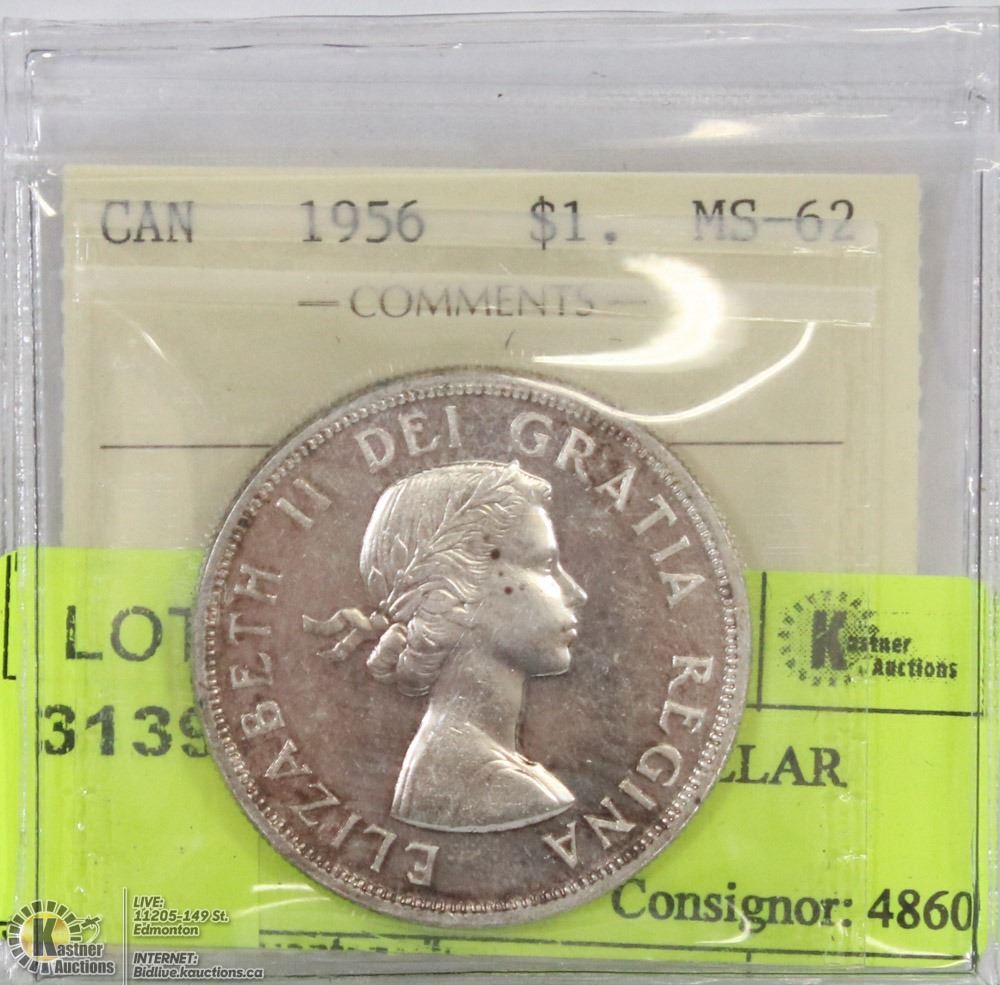 CAN 1956 $1. MS-62
— COMMENTS —
ELIZABETH II DEI GRATIA REGINA
LOT
3139
Kastner
Auctions
LLAR
Consignor: 4860
Kastner
Auctions
LIVE:
11205-149 St.
Edmonton
INTERNET:
Bidlive.kauctions.ca